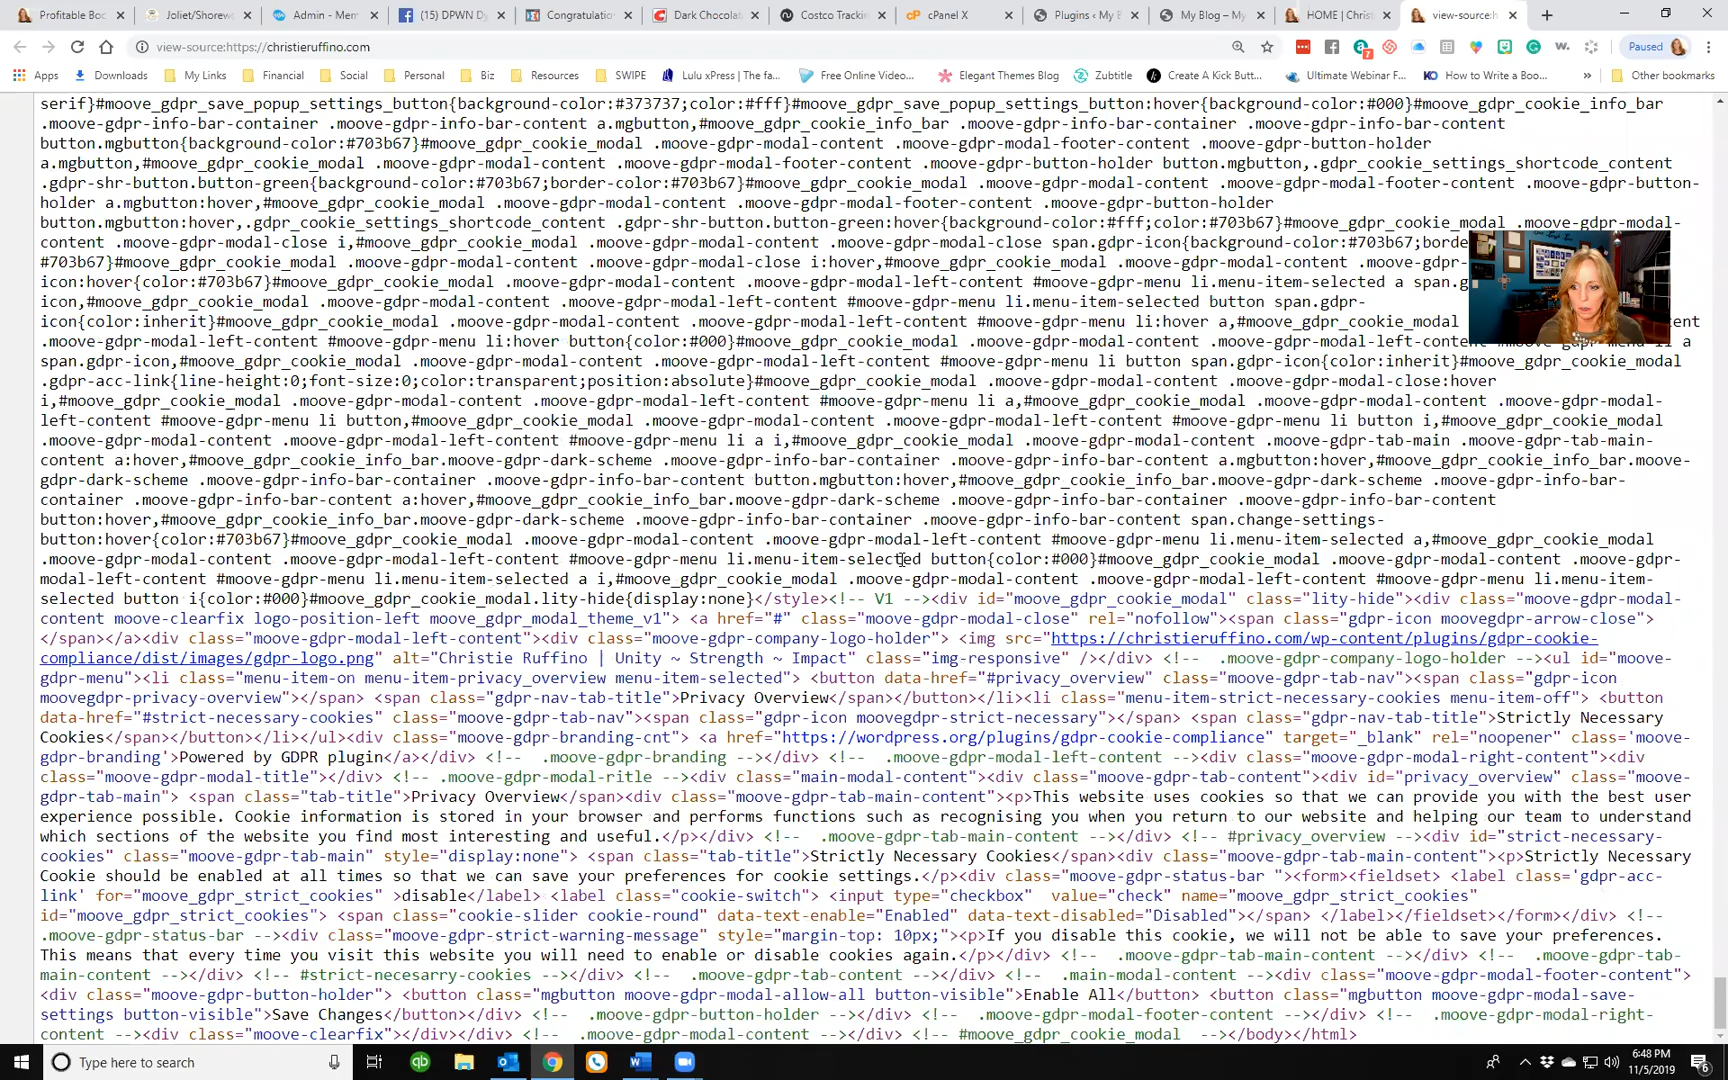 Profitable Boo
Joliet/Shorew
Admin - Mem
(15) DPWN Dy
Congratulatio
Dark Chocolat
Costco Trackin
cPanel X
Plugins ‹ My B
My Blog – My
HOME | Christ
view-source:h
view-source:https://christieruffino.com
Paused
Apps
Downloads
My Links
Financial
Social
Personal
Biz
Resources
SWIPE
Lulu xPress | The fa...
Free Online Video...
Elegant Themes Blog
Zubtitle
Create A Kick Butt...
Ultimate Webinar F...
How to Write a Boo...
»
Other bookmarks
serif}#moove_gdpr_save_popup_settings_button{background-color:#373737;color:#fff}#moove_gdpr_save_popup_settings_button:hover{background-color:#000}#moove_gdpr_cookie_info_bar
.moove-gdpr-info-bar-container .moove-gdpr-info-bar-content a.mgbutton,#moove_gdpr_cookie_info_bar .moove-gdpr-info-bar-container .moove-gdpr-info-bar-content
button.mgbutton{background-color:#703b67}#moove_gdpr_cookie_modal .moove-gdpr-modal-content .moove-gdpr-modal-footer-content .moove-gdpr-button-holder
a.mgbutton,#moove_gdpr_cookie_modal .moove-gdpr-modal-content .moove-gdpr-modal-footer-content .moove-gdpr-button-holder button.mgbutton,.gdpr_cookie_settings_shortcode_content
.gdpr-shr-button.button-green{background-color:#703b67;border-color:#703b67}#moove_gdpr_cookie_modal .moove-gdpr-modal-content .moove-gdpr-modal-footer-content .moove-gdpr-button-
holder a.mgbutton:hover,#moove_gdpr_cookie_modal .moove-gdpr-modal-content .moove-gdpr-modal-footer-content .moove-gdpr-button-holder
button.mgbutton:hover,.gdpr_cookie_settings_shortcode_content .gdpr-shr-button.button-green:hover{background-color:#fff;color:#703b67}#moove_gdpr_cookie_modal .moove-gdpr-modal-
content .moove-gdpr-modal-close i,#moove_gdpr_cookie_modal .moove-gdpr-modal-content .moove-gdpr-modal-close span.gdpr-icon{background-color:#703b67;borde
#703b67}#moove_gdpr_cookie_modal .moove-gdpr-modal-content .moove-gdpr-modal-close i:hover,#moove_gdpr_cookie_modal .moove-gdpr-modal-content .moove-gdpr-
icon:hover{color:#703b67}#moove_gdpr_cookie_modal .moove-gdpr-modal-content .moove-gdpr-modal-left-content #moove-gdpr-menu li.menu-item-selected a span.g
icon,#moove_gdpr_cookie_modal .moove-gdpr-modal-content .moove-gdpr-modal-left-content #moove-gdpr-menu li.menu-item-selected button span.gdpr-
icon{color:inherit}#moove_gdpr_cookie_modal .moove-gdpr-modal-content .moove-gdpr-modal-left-content #moove-gdpr-menu li:hover a,#moove_gdpr_cookie_modal ntent
.moove-gdpr-modal-left-content #moove-gdpr-menu li:hover button{color:#000}#moove_gdpr_cookie_modal .moove-gdpr-modal-content .moove-gdpr-modal-left-content #moove-gdpr-menu li a
span.gdpr-icon,#moove_gdpr_cookie_modal .moove-gdpr-modal-content .moove-gdpr-modal-left-content #moove-gdpr-menu li button span.gdpr-icon{color:inherit}#moove_gdpr_cookie_modal
.gdpr-acc-link{line-height:0;font-size:0;color:transparent;position:absolute}#moove_gdpr_cookie_modal .moove-gdpr-modal-content .moove-gdpr-modal-close:hover
i,#moove_gdpr_cookie_modal .moove-gdpr-modal-content .moove-gdpr-modal-left-content #moove-gdpr-menu li a,#moove_gdpr_cookie_modal .moove-gdpr-modal-content .moove-gdpr-modal-
left-content #moove-gdpr-menu li button,#moove_gdpr_cookie_modal .moove-gdpr-modal-content .moove-gdpr-modal-left-content #moove-gdpr-menu li button i,#moove_gdpr_cookie_modal
.moove-gdpr-modal-content .moove-gdpr-modal-left-content #moove-gdpr-menu li a i,#moove_gdpr_cookie_modal .moove-gdpr-modal-content .moove-gdpr-tab-main .moove-gdpr-tab-main-
content a:hover,#moove_gdpr_cookie_info_bar.moove-gdpr-dark-scheme .moove-gdpr-info-bar-container .moove-gdpr-info-bar-content a.mgbutton:hover,#moove_gdpr_cookie_info_bar.moove-
gdpr-dark-scheme .moove-gdpr-info-bar-container .moove-gdpr-info-bar-content button.mgbutton:hover,#moove_gdpr_cookie_info_bar.moove-gdpr-dark-scheme .moove-gdpr-info-bar-
container .moove-gdpr-info-bar-content a:hover,#moove_gdpr_cookie_info_bar.moove-gdpr-dark-scheme .moove-gdpr-info-bar-container .moove-gdpr-info-bar-content
button:hover,#moove_gdpr_cookie_info_bar.moove-gdpr-dark-scheme .moove-gdpr-info-bar-container .moove-gdpr-info-bar-content span.change-settings-
button:hover{color:#703b67}#moove_gdpr_cookie_modal .moove-gdpr-modal-content .moove-gdpr-modal-left-content #moove-gdpr-menu li.menu-item-selected a,#moove_gdpr_cookie_modal
.moove-gdpr-modal-content .moove-gdpr-modal-left-content #moove-gdpr-menu li.menu-item-selected button{color:#000}#moove_gdpr_cookie_modal .moove-gdpr-modal-content .moove-gdpr-
modal-left-content #moove-gdpr-menu li.menu-item-selected a i,#moove_gdpr_cookie_modal .moove-gdpr-modal-content .moove-gdpr-modal-left-content #moove-gdpr-menu li.menu-item-
selected button i{color:#000}#moove_gdpr_cookie_modal.lity-hide{display:none}</style><!-- V1 --><div id="moove_gdpr_cookie_modal" class="lity-hide"><div class="moove-gdpr-modal-
content moove-clearfix logo-position-left moove_gdpr_modal_theme_v1"> <a href="#" class="moove-gdpr-modal-close" rel="nofollow"><span class="gdpr-icon moovegdpr-arrow-close">
</span></a><div class="moove-gdpr-modal-left-content"><div class="moove-gdpr-company-logo-holder"> <img src="https://christieruffino.com/wp-content/plugins/gdpr-cookie-
compliance/dist/images/gdpr-logo.png" alt="Christie Ruffino | Unity ~ Strength ~ Impact" class="img-responsive" /></div> <!-- .moove-gdpr-company-logo-holder --><ul id="moove-
gdpr-menu"><li class="menu-item-on menu-item-privacy_overview menu-item-selected"> <button data-href="#privacy_overview" class="moove-gdpr-tab-nav"><span class="gdpr-icon
moovegdpr-privacy-overview"></span> <span class="gdpr-nav-tab-title">Privacy Overview</span></button></li><li class="menu-item-strict-necessary-cookies menu-item-off"> <button
data-href="#strict-necessary-cookies" class="moove-gdpr-tab-nav"><span class="gdpr-icon moovegdpr-strict-necessary"></span> <span class="gdpr-nav-tab-title">Strictly Necessary
Cookies</span></button></li></ul><div class="moove-gdpr-branding-cnt"> <a href="https://wordpress.org/plugins/gdpr-cookie-compliance" target="_blank" rel="noopener" class='moove-
gdpr-branding'>Powered by GDPR plugin</a></div> <!-- .moove-gdpr-branding --></div> <!-- .moove-gdpr-modal-left-content --><div class="moove-gdpr-modal-right-content"><div
class="moove-gdpr-modal-title"></div> <!-- .moove-gdpr-modal-ritle --><div class="main-modal-content"><div class="moove-gdpr-tab-content"><div id="privacy_overview" class="moove-
gdpr-tab-main"> <span class="tab-title">Privacy Overview</span><div class="moove-gdpr-tab-main-content"><p>This website uses cookies so that we can provide you with the best user
experience possible. Cookie information is stored in your browser and performs functions such as recognising you when you return to our website and helping our team to understand
which sections of the website you find most interesting and useful.</p></div> <!-- .moove-gdpr-tab-main-content --></div> <!-- #privacy_overview --><div id="strict-necessary-
cookies" class="moove-gdpr-tab-main" style="display:none"> <span class="tab-title">Strictly Necessary Cookies</span><div class="moove-gdpr-tab-main-content"><p>Strictly Necessary
Cookie should be enabled at all times so that we can save your preferences for cookie settings.</p><div class="moove-gdpr-status-bar "><form><fieldset> <label class='gdpr-acc-
link' for="moove_gdpr_strict_cookies" >disable</label> <label class="cookie-switch"> <input type="checkbox"  value="check" name="moove_gdpr_strict_cookies"
id="moove_gdpr_strict_cookies"> <span class="cookie-slider cookie-round" data-text-enable="Enabled" data-text-disabled="Disabled"></span> </label></fieldset></form></div> <!--
.moove-gdpr-status-bar --><div class="moove-gdpr-strict-warning-message" style="margin-top: 10px;"><p>If you disable this cookie, we will not be able to save your preferences.
This means that every time you visit this website you will need to enable or disable cookies again.</p></div> <!-- .moove-gdpr-tab-main-content --></div> <!-- .moove-gdpr-tab-
main-content --></div> <!-- #strict-necesarry-cookies --></div> <!-- .moove-gdpr-tab-content --></div> <!-- .main-modal-content --><div class="moove-gdpr-modal-footer-content">
<div class="moove-gdpr-button-holder"> <button class="mgbutton moove-gdpr-modal-allow-all button-visible">Enable All</button> <button class="mgbutton moove-gdpr-modal-save-
settings button-visible">Save Changes</button></div> <!-- .moove-gdpr-button-holder --></div> <!-- .moove-gdpr-modal-footer-content --></div> <!-- .moove-gdpr-modal-right-
content --><div class="moove-clearfix"></div></div> <!-- .moove-gdpr-modal-content --></div> <!-- #moove_gdpr_cookie_modal --></body></html>
Type here to search
6:48 PM
11/5/2019
6